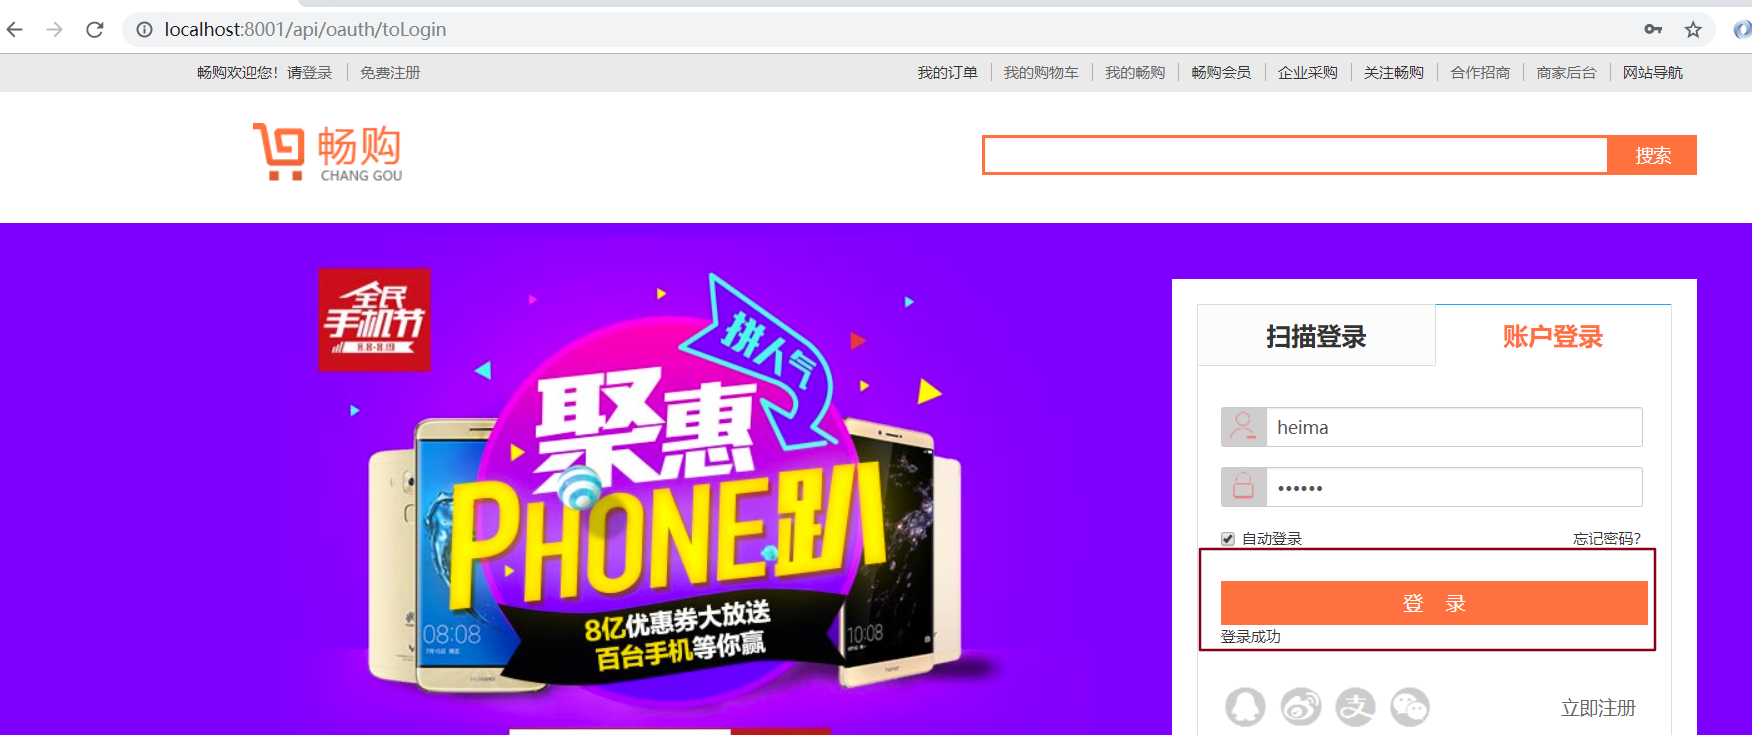 localhost:8001/api/oauth/toLogin
畅购欢迎您！请登录 免费注册 我的订单 我的购物车 我的畅购 畅购会员 企业采购 关注畅购 合作招商 商家后台 网站导航
畅购
CHANG GOU
搜索
全民
手机节
8.8-8.19
拼人气
聚惠
PHONE趴
8亿优惠券大放送
百台手机等你赢
08:08
10:08
HUAWEI
honor
扫描登录 账户登录
heima
••••••
自动登录 忘记密码?
登 录
登录成功
立即注册